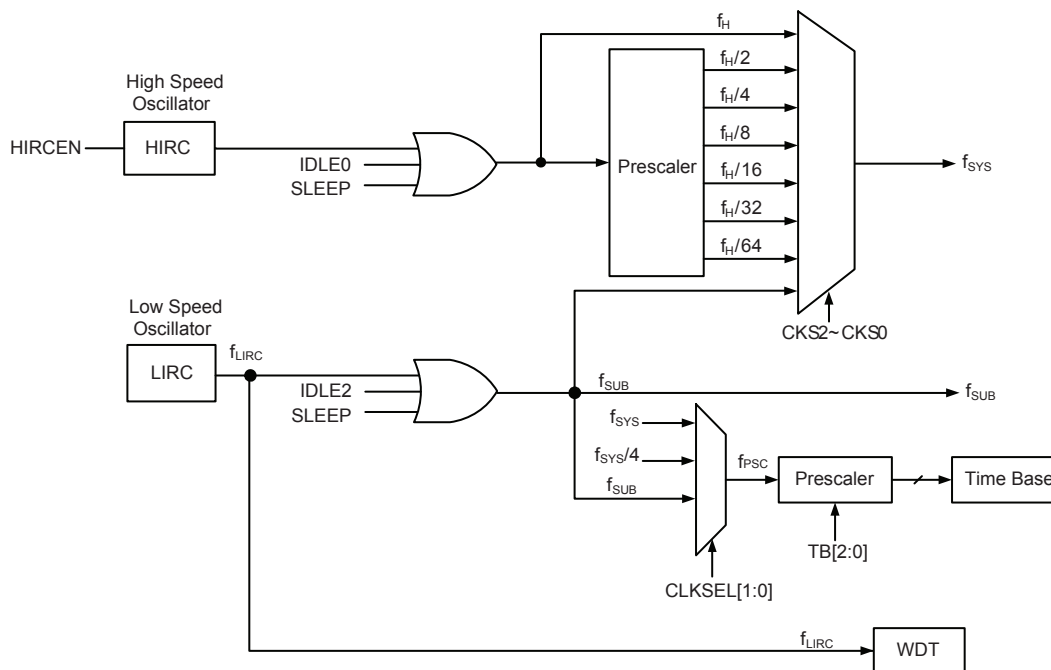 High Speed
Oscillator
HIRCEN
HIRC
IDLE0
SLEEP
Prescaler
fH
fH/2
fH/4
fH/8
fH/16
fH/32
fH/64
fSYS
CKS2~CKS0
Low Speed
Oscillator
LIRC
fLIRC
IDLE2
SLEEP
fSUB
fSUB
fSYS
fSYS/4
fSUB
fPSC
Prescaler
Time Base
TB[2:0]
CLKSEL[1:0]
fLIRC
WDT